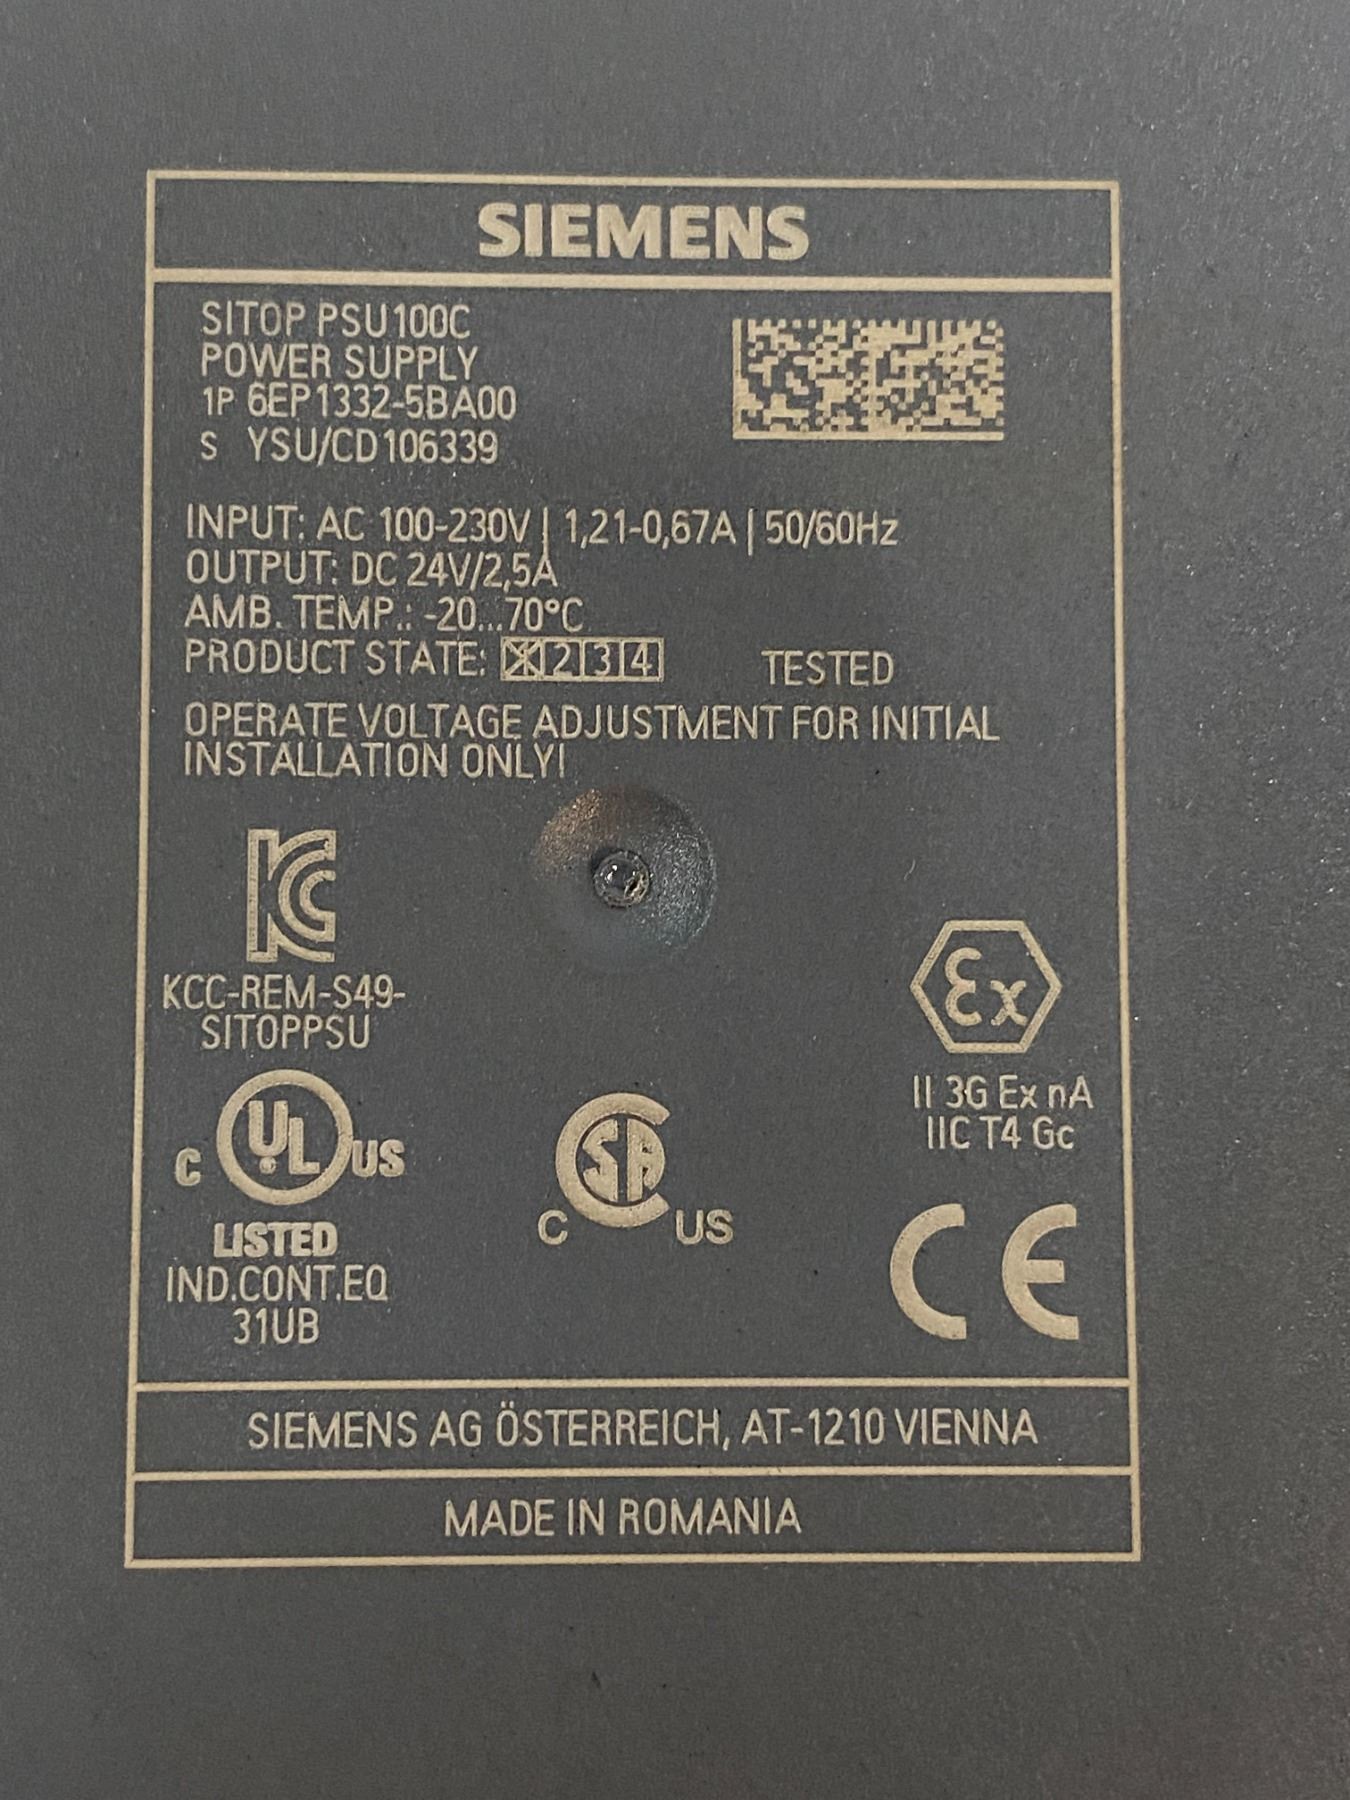 SIEMENS
SITOP PSU100C
POWER SUPPLY
1P 6EP1332-5BA00
S YSU/CD106339
INPUT: AC 100-230V | 1,21-0,67A | 50/60Hz
OUTPUT: DC 24V/2,5A
AMB. TEMP.: -20...70°C
PRODUCT STATE: X 2 3 4 TESTED
OPERATE VOLTAGE ADJUSTMENT FOR INITIAL
INSTALLATION ONLY!
KC
KCC-REM-S49-
SITOPPSU
Ex
II 3G Ex nA
IIC T4 Gc
C UL US
LISTED
IND.CONT.EQ
31UB
C SA US
CE
SIEMENS AG ÖSTERREICH, AT-1210 VIENNA
MADE IN ROMANIA